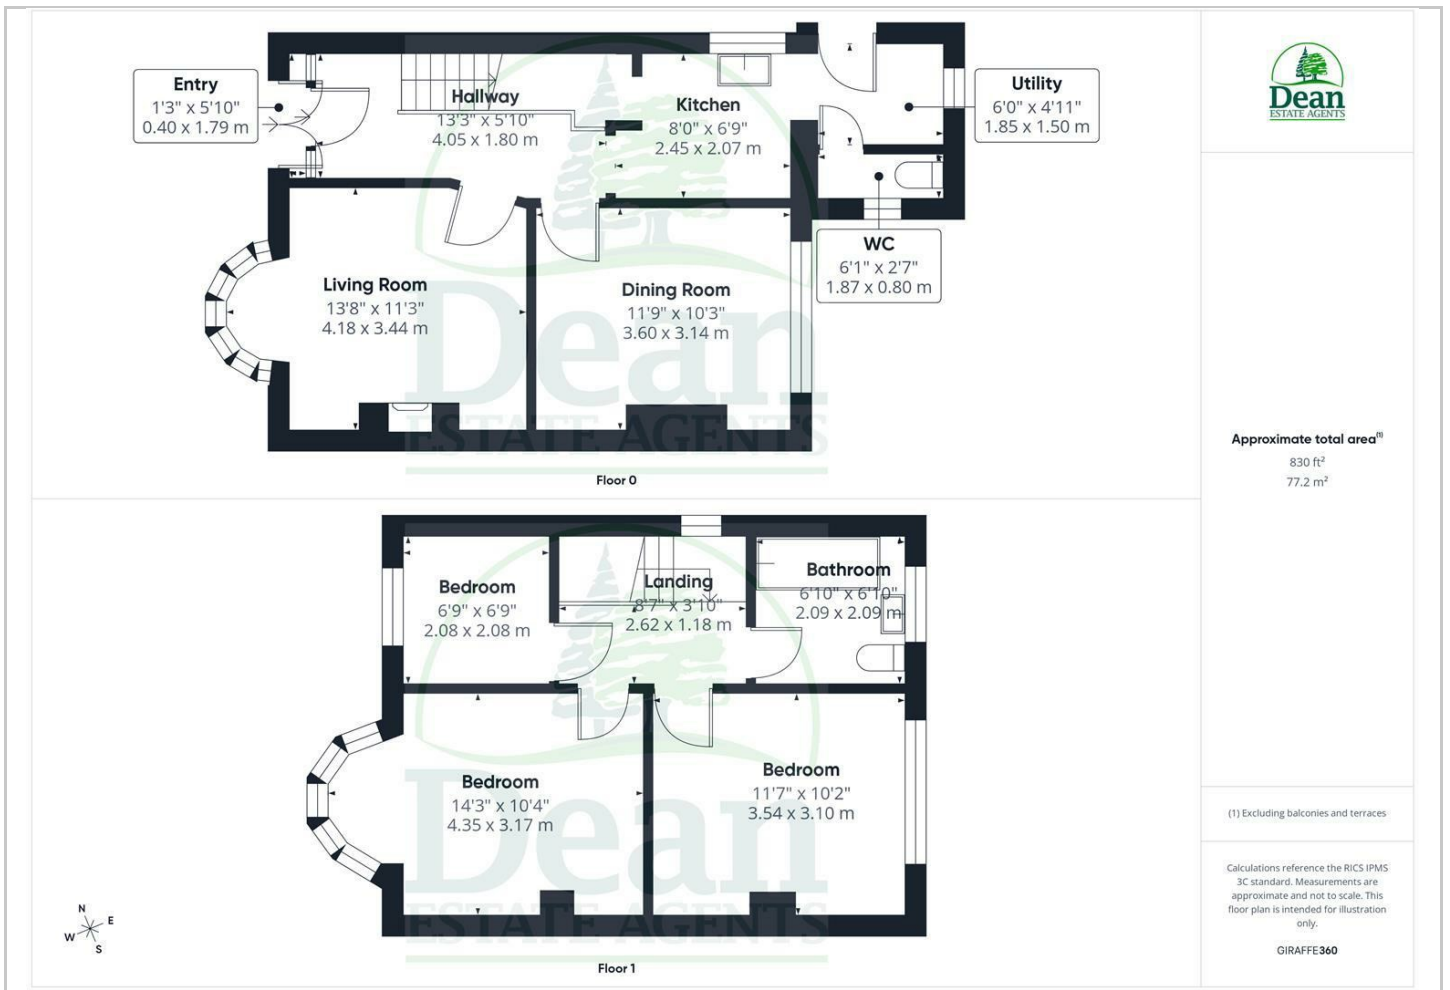 Entry
1'3" x 5'10"
0.40 x 1.79 m
Hallway
13'3" x 5'10"
4.05 x 1.80 m
Kitchen
8'0" x 6'9"
2.45 x 2.07 m
Utility
6'0" x 4'11"
1.85 x 1.50 m
WC
6'1" x 2'7"
1.87 x 0.80 m
Living Room
13'8" x 11'3"
4.18 x 3.44 m
Dining Room
11'9" x 10'3"
3.60 x 3.14 m
Dean
ESTATE AGENTS
Floor 0
Bedroom
6'9" x 6'9"
2.08 x 2.08 m
Landing
8'7" x 3'10"
2.62 x 1.18 m
Bathroom
6'10" x 6'10"
2.09 x 2.09 m
Bedroom
14'3" x 10'4"
4.35 x 3.17 m
Bedroom
11'7" x 10'2"
3.54 x 3.10 m
Dean
ESTATE AGENTS
Floor 1
N
E
W
S
Dean
ESTATE AGENTS
Approximate total area(1)
830 ft²
77.2 m²
(1) Excluding balconies and terraces
Calculations reference the RICS IPMS
3C standard. Measurements are
approximate and not to scale. This
floor plan is intended for illustration
only.
GIRAFFE360